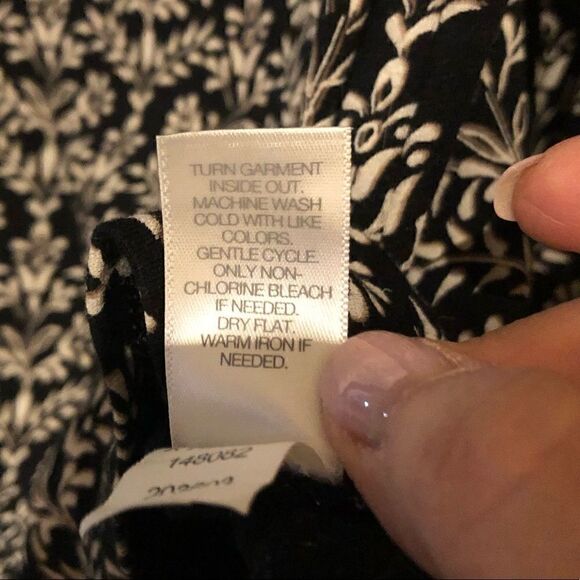 TURN GARMENT
INSIDE OUT.
MACHINE WASH
COLD WITH LIKE
COLORS.
GENTLE CYCLE.
ONLY NON-
CHLORINE BLEACH
IF NEEDED.
DRY FLAT.
WARM IRON IF
NEEDED.
148082